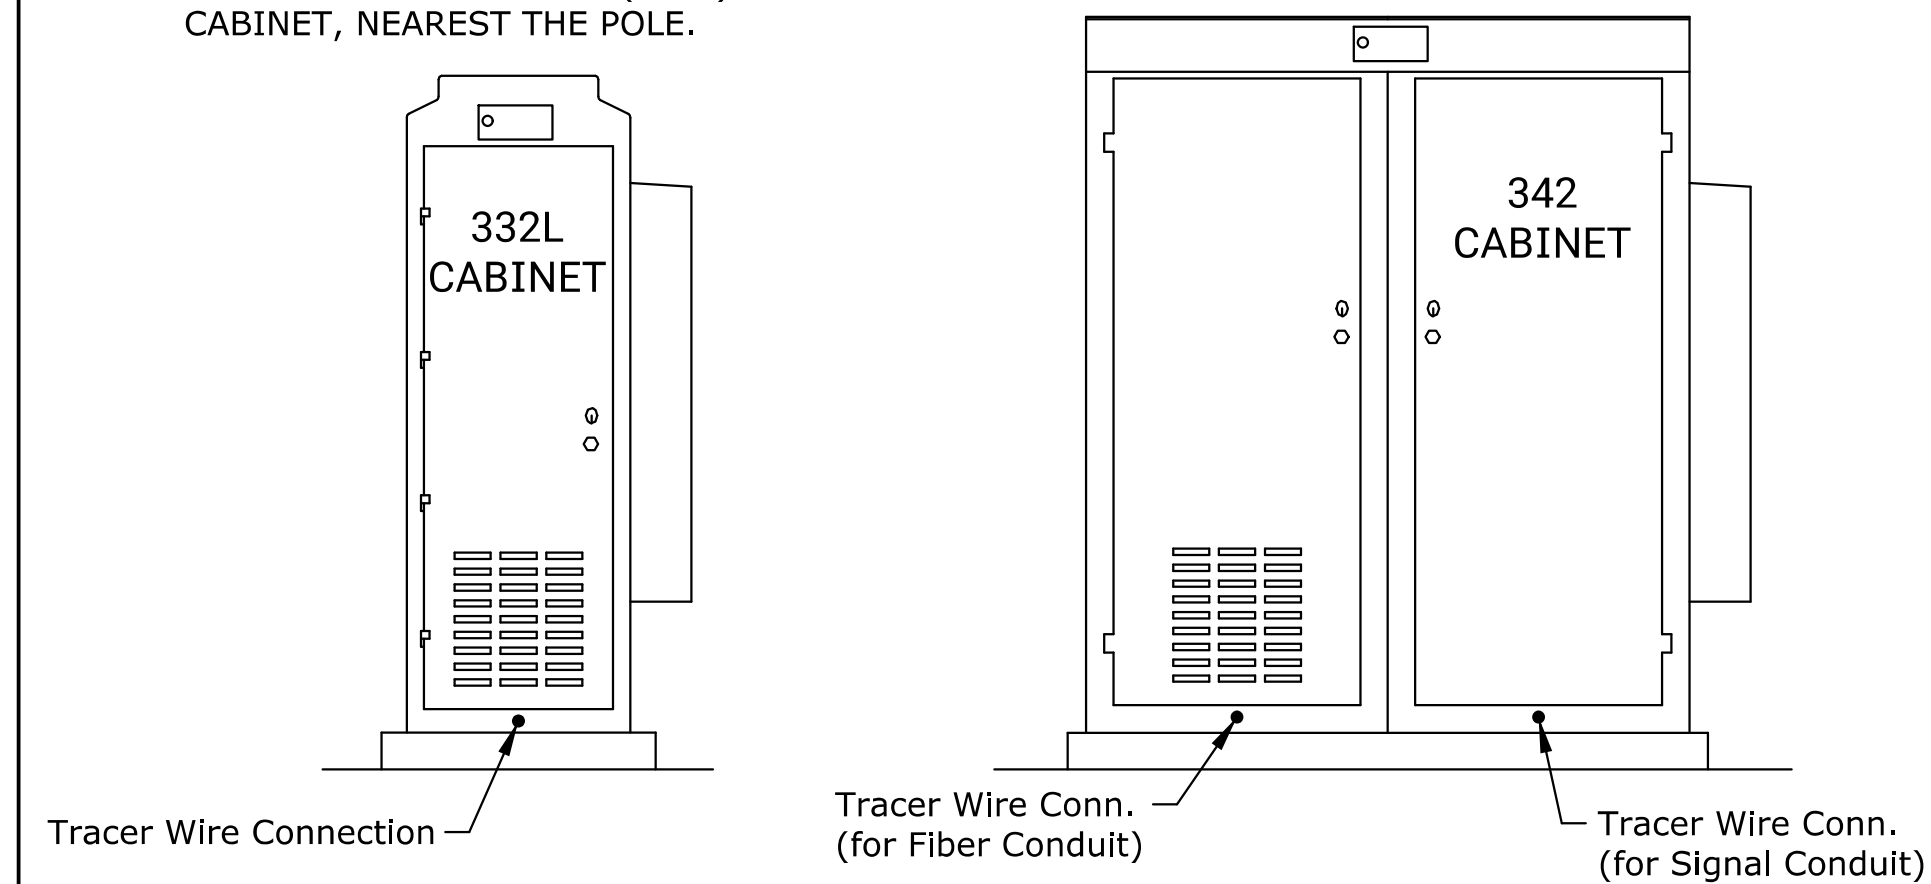 CABINET, NEAREST THE POLE.
332L
CABINET
342
CABINET
Tracer Wire Connection
Tracer Wire Conn.
(for Fiber Conduit)
Tracer Wire Conn.
(for Signal Conduit)